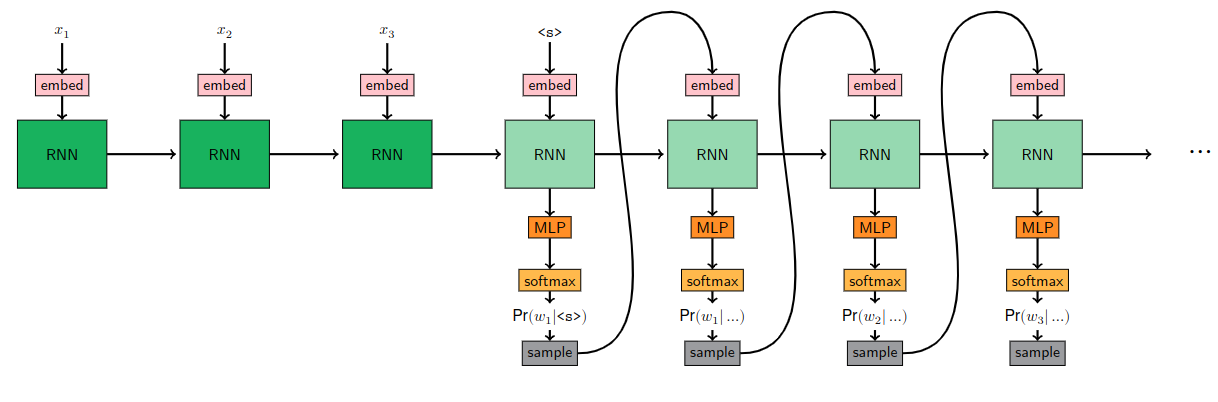 x₁ x₂ x₃ <s>
embed embed embed embed embed embed embed
RNN RNN RNN RNN RNN RNN RNN ...
MLP MLP MLP MLP
softmax softmax softmax softmax
Pr(w₁|<s>) Pr(w₁|...) Pr(w₂|...) Pr(w₃|...)
sample sample sample sample